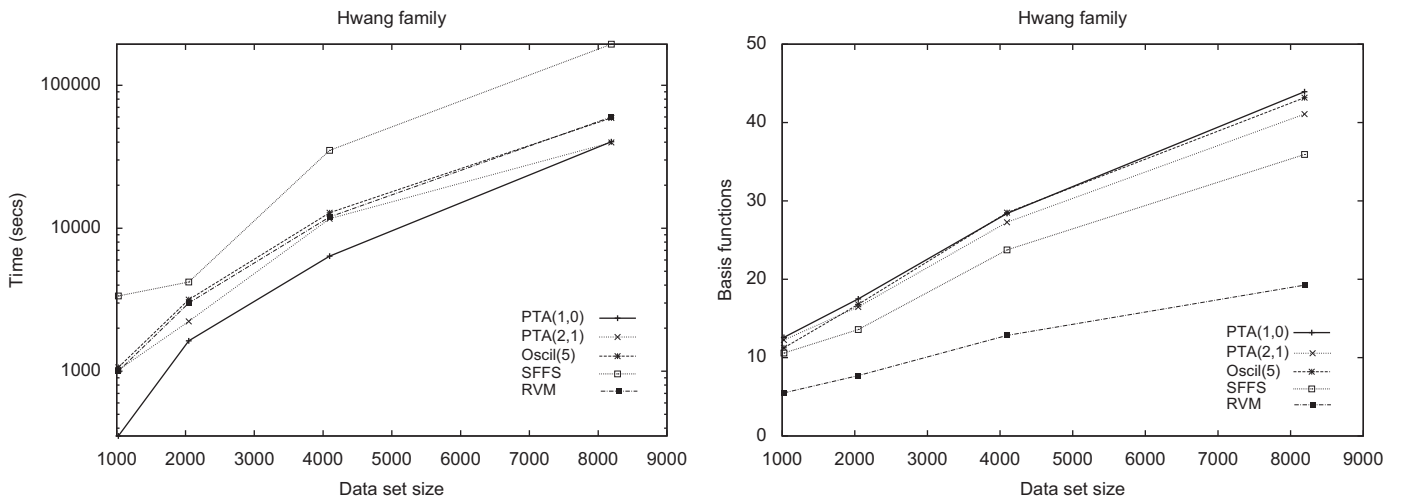 Hwang family
100000
10000
1000
Time (secs)
PTA(1,0)
PTA(2,1)
Oscil(5)
SFFS
RVM
1000 2000 3000 4000 5000 6000 7000 8000 9000
Data set size
Hwang family
50
40
30
20
10
0
Basis functions
PTA(1,0)
PTA(2,1)
Oscil(5)
SFFS
RVM
1000 2000 3000 4000 5000 6000 7000 8000 9000
Data set size